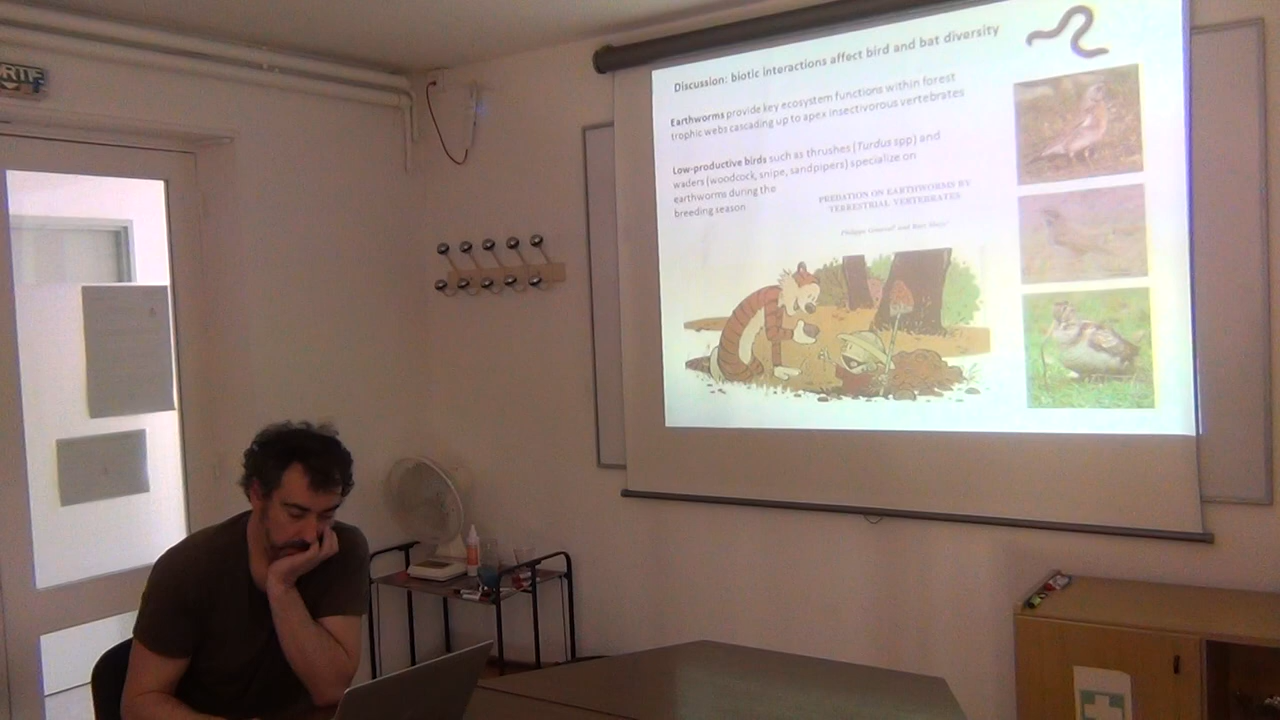 RTIE
Discussion: biotic interactions affect bird and bat diversity
Earthworms provide key ecosystem functions within forest
trophic webs cascading up to apex insectivorous vertebrates
Low-productive birds such as thrushes (Turdus spp) and
waders (woodcock, snipe, sandpipers) specialize on
earthworms during the
breeding season
PREDATION ON EARTHWORMS BY
TERRESTRIAL VERTEBRATES
and